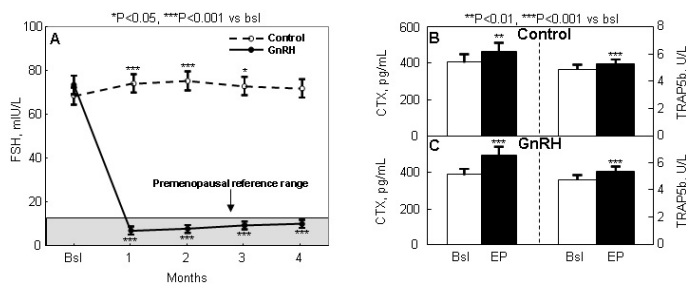 *P<0.05, ***P<0.001 vs bsl
A
Control
GnRH
100
80
60
40
20
0
FSH, mIU/L
***
***
*
Premenopausal reference range
***
***
***
***
Bsl 1 2 3 4
Months
**P<0.01, ***P<0.001 vs bsl
B Control
600
400
200
0
CTX, pg/mL
**
***
8
6
4
2
0
TRAP5b, U/L
C GnRH
400
200
0
CTX, pg/mL
***
***
6
4
2
0
TRAP5b, U/L
Bsl EP Bsl EP